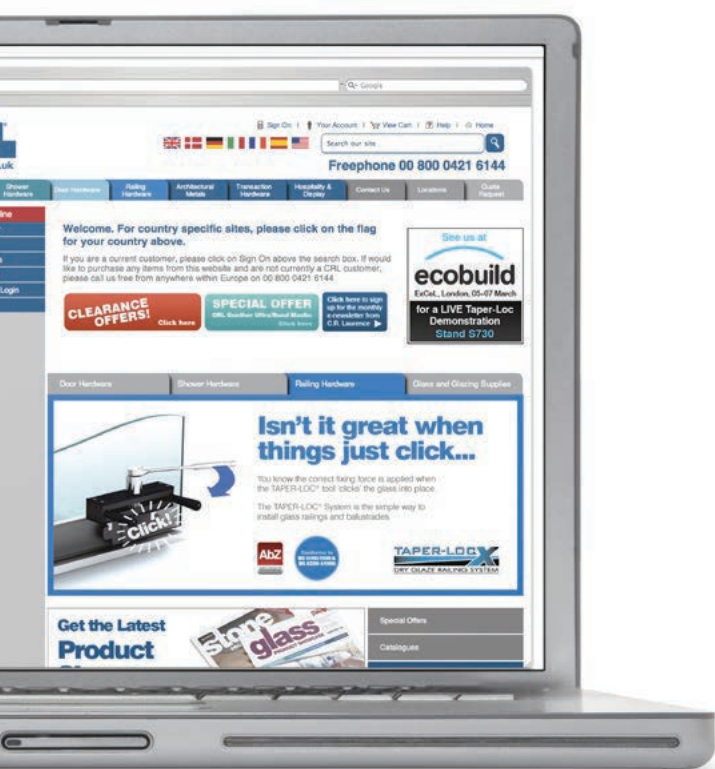 Google
Sign On | Your Account | View Cart | Help | Home
Search our site
.uk
Freephone 00 800 0421 6144
Shower Hardware
Door Hardware
Railing Hardware
Architectural Metals
Transaction Hardware
Hospitality & Display
Contact Us
Locations
Quote Request
line
Login
Welcome. For country specific sites, please click on the flag
for your country above.
If you are a current customer, please click on Sign On above the search box. If would
like to purchase any items from this website and are not currently a CRL customer,
please call us free from anywhere within Europe on 00 800 0421 6144
CLEARANCE
OFFERS!
Click here
SPECIAL OFFER
Click here
Click here to sign
up for the monthly
e-newsletter from
C.R. Laurence
See us at
ecobuild
ExCeL, London, 05–07 March
for a LIVE Taper-Loc
Demonstration
Stand S730
Door Hardware
Shower Hardware
Railing Hardware
Glass and Glazing Supplies
Isn't it great when
things just click...
You know the correct fixing force is applied when
the TAPER-LOC® tool 'clicks' the glass into place.
The TAPER-LOC® System is the simple way to
install glass railings and balustrades.
Click!
AbZ
TAPER-LOC X
DRY GLAZE RAILING SYSTEM
Get the Latest
Product
stone
glass
Special Offers
Catalogues